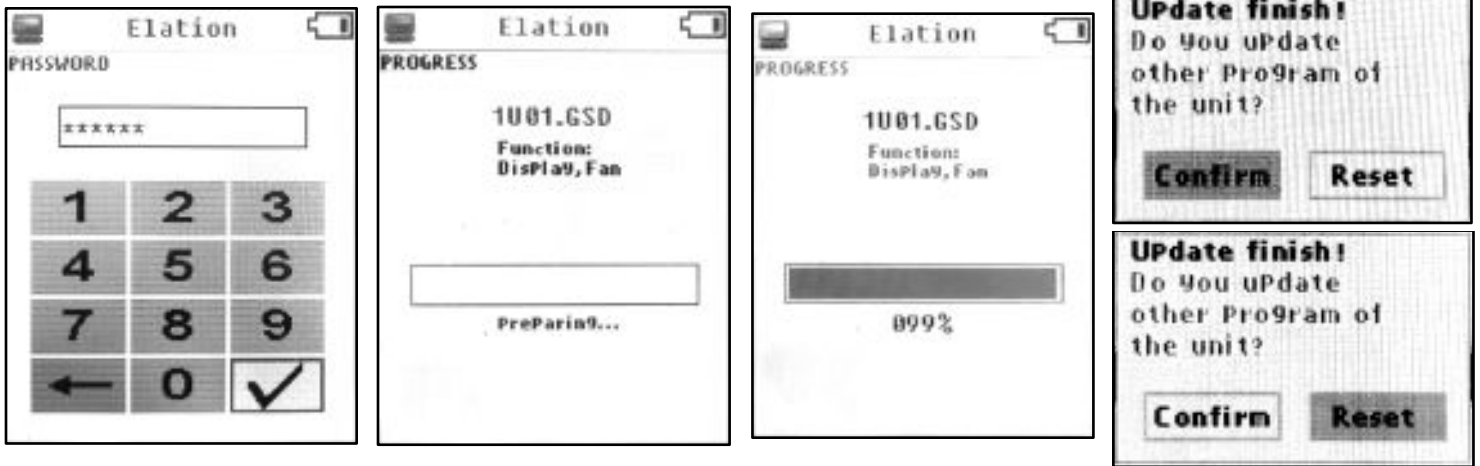 Elation
PASSWORD
******
1 2 3
4 5 6
7 8 9
0
Elation
PROGRESS
1U01.GSD
Function:
Display,Fan
Preparing...
Elation
PROGRESS
1U01.GSD
Function:
Display,Fan
099%
Update finish!
Do you update
other Program of
the unit?
Confirm Reset
Update finish!
Do you update
other Program of
the unit?
Confirm Reset